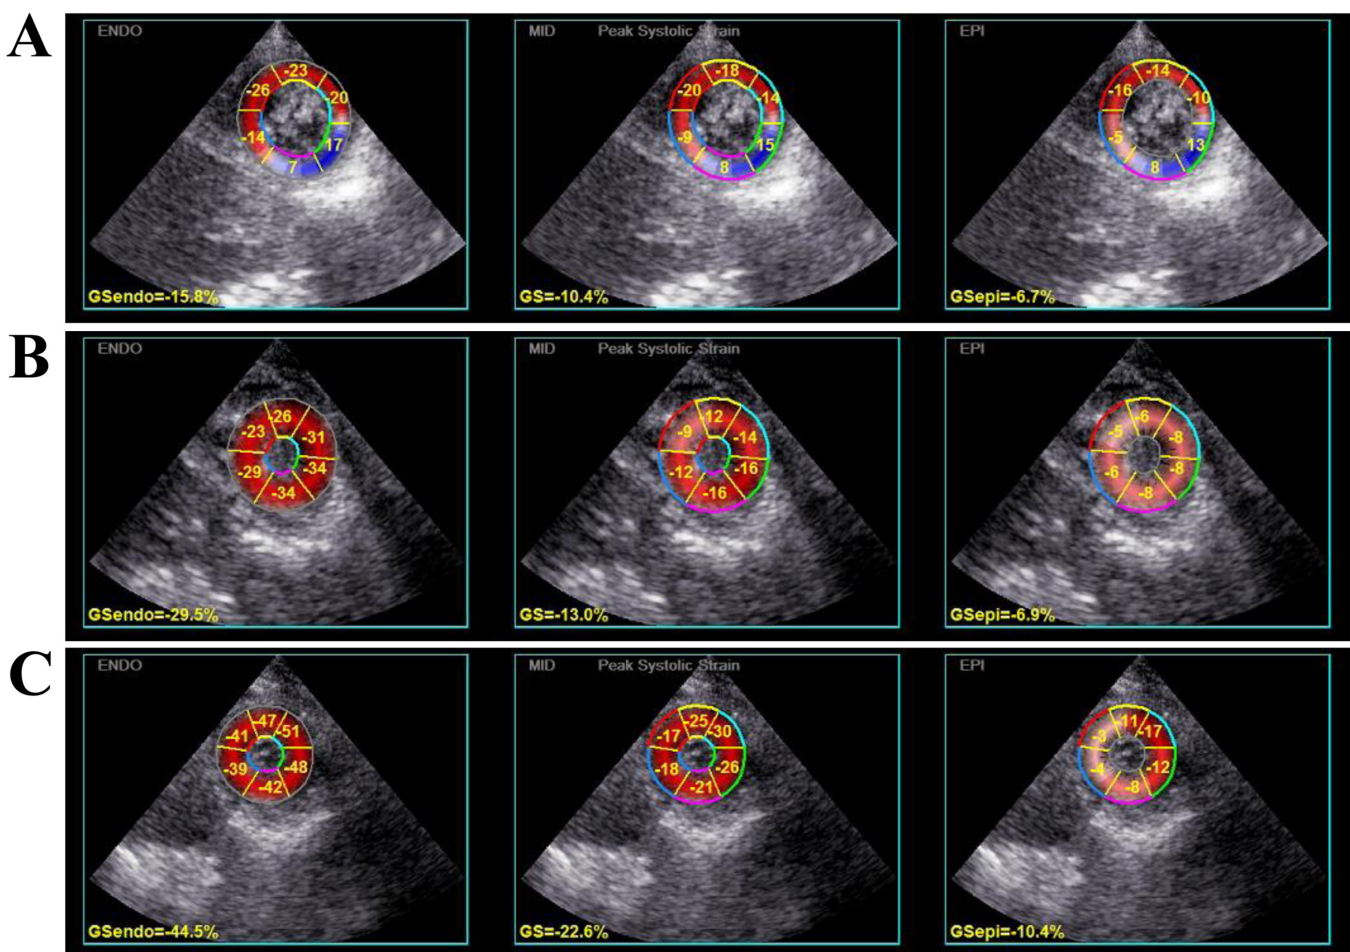 A
ENDO
-23
-26
-20
-14
17
7
GSendo=-15.8%
MID Peak Systolic Strain
-18
-20
-14
-9
15
8
GS=-10.4%
EPI
-14
-16
-10
-5
13
8
GSepi=-6.7%
B
ENDO
-26
-23
-31
-29
-34
-34
GSendo=-29.5%
MID Peak Systolic Strain
-12
-9
-14
-12
-16
-16
GS=-13.0%
EPI
-6
-5
-8
-6
-8
-8
GSepi=-6.9%
C
ENDO
-47
-51
-41
-39
-48
-42
GSendo=-44.5%
MID Peak Systolic Strain
-25
-30
-17
-18
-26
-21
GS=-22.6%
EPI
-11
-17
-3
-4
-12
-8
GSepi=-10.4%